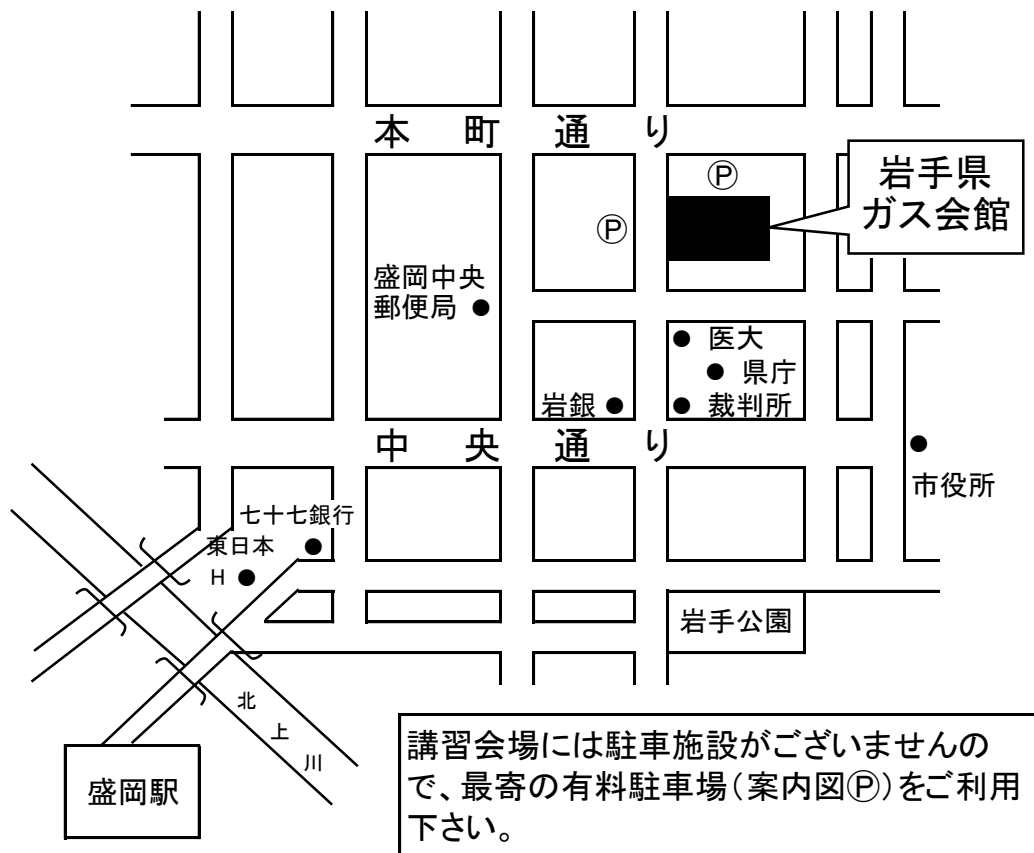 本町通り
Ⓟ
岩手県
ガス会館
Ⓟ
盛岡中央
郵便局
医大
県庁
岩銀
裁判所
中央通り
市役所
七十七銀行
東日本
H
岩手公園
北上川
盛岡駅
講習会場には駐車施設がございませんの
で、最寄の有料駐車場(案内図Ⓟ)をご利用
下さい。